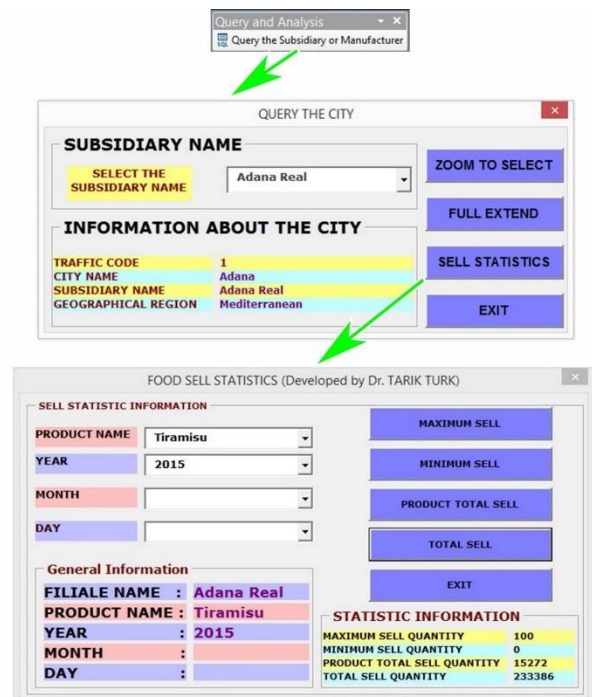 Query and Analysis
Query the Subsidiary or Manufacturer
QUERY THE CITY
SUBSIDIARY NAME
SELECT THE
SUBSIDIARY NAME
Adana Real
ZOOM TO SELECT
FULL EXTEND
SELL STATISTICS
EXIT
INFORMATION ABOUT THE CITY
TRAFFIC CODE 1
CITY NAME Adana
SUBSIDIARY NAME Adana Real
GEOGRAPHICAL REGION Mediterranean
FOOD SELL STATISTICS (Developed by Dr. TARIK TURK)
SELL STATISTIC INFORMATION
PRODUCT NAME Tiramisu
YEAR 2015
MONTH
DAY
MAXIMUM SELL
MINIMUM SELL
PRODUCT TOTAL SELL
TOTAL SELL
EXIT
General Information
FILIALE NAME : Adana Real
PRODUCT NAME : Tiramisu
YEAR : 2015
MONTH :
DAY :
STATISTIC INFORMATION
MAXIMUM SELL QUANTITY 100
MINIMUM SELL QUANTITY 0
PRODUCT TOTAL SELL QUANTITY 15272
TOTAL SELL QUANTITY 233386